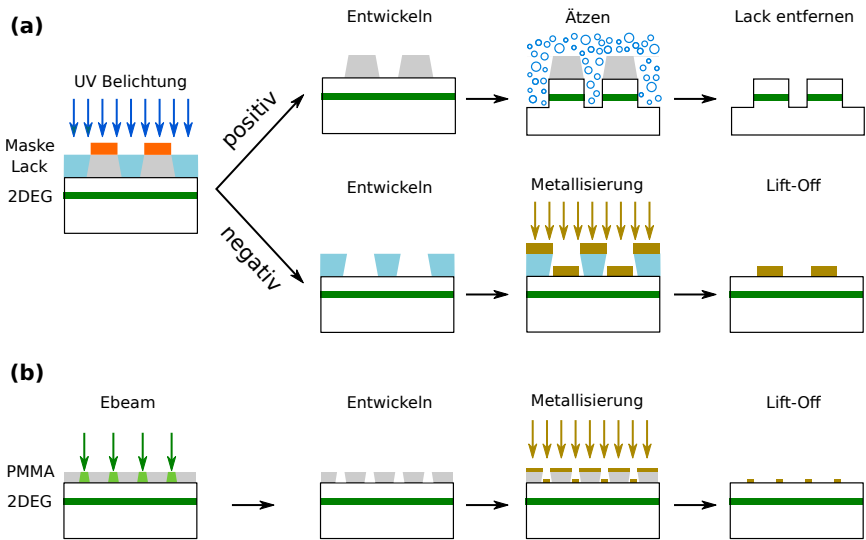 (a)
UV Belichtung
Maske
Lack
2DEG
positiv
negativ
Entwickeln
Ätzen
Lack entfernen
Entwickeln
Metallisierung
Lift-Off
(b)
Ebeam
Entwickeln
Metallisierung
Lift-Off
PMMA
2DEG